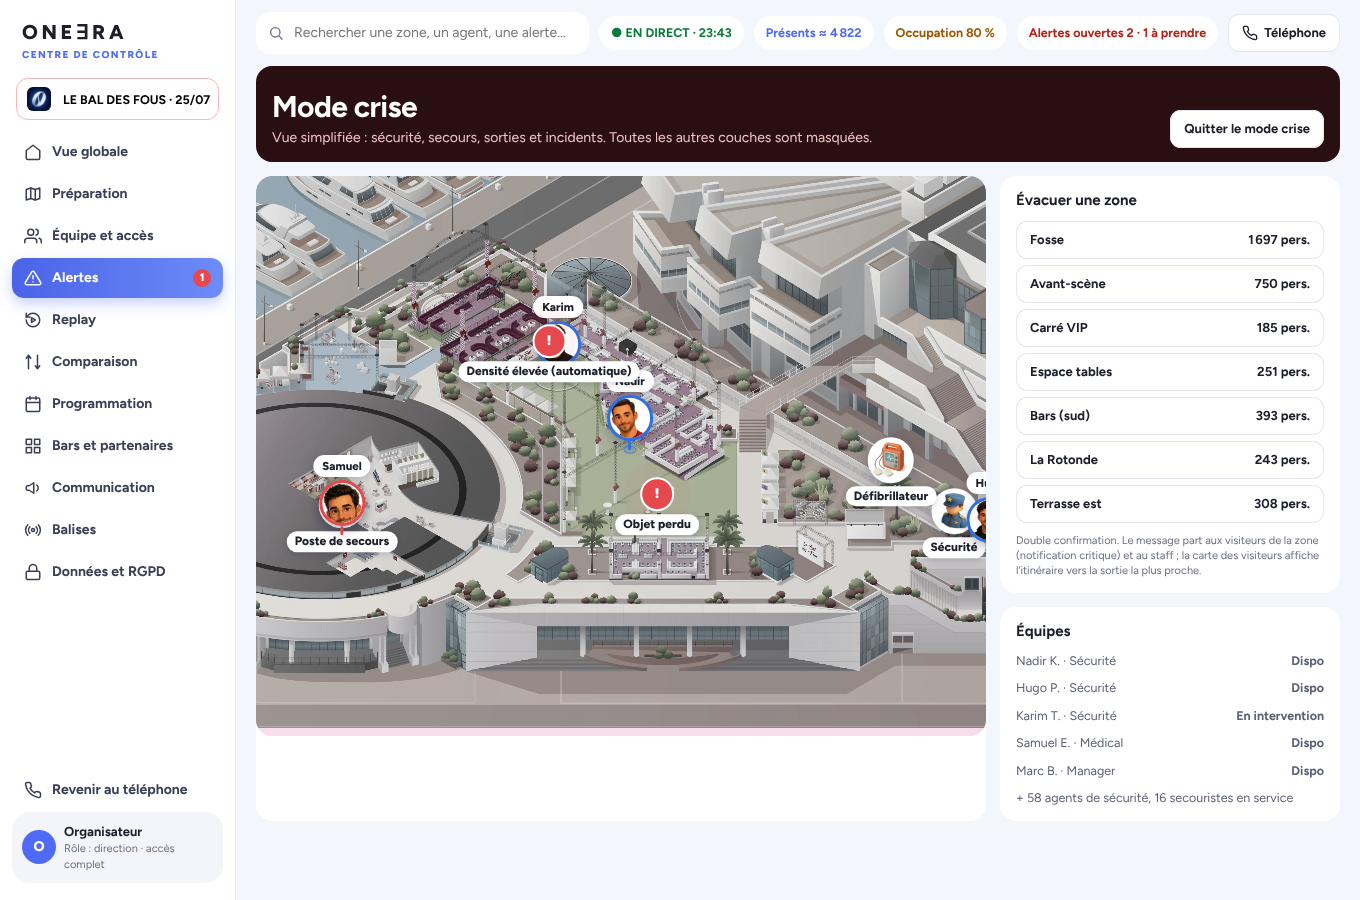 ONEƎRA
CENTRE DE CONTRÔLE
LE BAL DES FOUS · 25/07
Vue globale
Préparation
Équipe et accès
Alertes
1
Replay
Comparaison
Programmation
Bars et partenaires
Communication
Balises
Données et RGPD
Revenir au téléphone
O
Organisateur
Rôle : direction · accès
complet
Rechercher une zone, un agent, une alerte...
EN DIRECT · 23:43
Présents ≈ 4 822
Occupation 80 %
Alertes ouvertes 2 · 1 à prendre
Téléphone
Mode crise
Vue simplifiée : sécurité, secours, sorties et incidents. Toutes les autres couches sont masquées.
Quitter le mode crise
Karim
!
Densité élevée (automatique)
Nadir
Samuel
Poste de secours
!
Objet perdu
Défibrillateur
Hu
Sécurité
Évacuer une zone
Fosse 1 697 pers.
Avant-scène 750 pers.
Carré VIP 185 pers.
Espace tables 251 pers.
Bars (sud) 393 pers.
La Rotonde 243 pers.
Terrasse est 308 pers.
Double confirmation. Le message part aux visiteurs de la zone
(notification critique) et au staff ; la carte des visiteurs affiche
l'itinéraire vers la sortie la plus proche.
Équipes
Nadir K. · Sécurité Dispo
Hugo P. · Sécurité Dispo
Karim T. · Sécurité En intervention
Samuel E. · Médical Dispo
Marc B. · Manager Dispo
+ 58 agents de sécurité, 16 secouristes en service